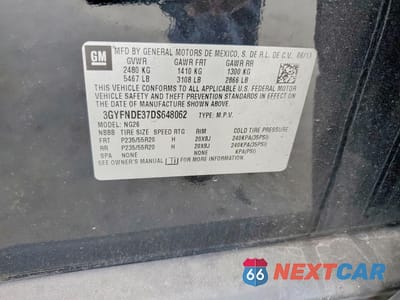 GM
MFD BY GENERAL MOTORS DE MEXICO, S. DE R.L. DE C.V.
GVWR GAWR FRT GAWR RR
2480 KG 1410 KG 1300 KG
5467 LB 3108 LB 2866 LB
THIS VEHICLE CONFORMS TO ALL APPLICABLE U.S. FEDERAL MOTOR
VEHICLE SAFETY AND THEFT PREVENTION STANDARDS IN EFFECT ON
THE DATE OF MANUFACTURE SHOWN ABOVE.
3GYFNDE37DS648062 TYPE: M.P.V.
MODEL: NG26
TIRE SIZE SPEED RTG RIM COLD TIRE PRESSURE
FRT P235/55R20 H 20X8J 240KPA(35PSI)
RR P235/55R20 H 20X8J 240KPA(35PSI)
SPA NONE NONE KPA(PSI)
SEE OWNER'S MANUAL FOR MORE INFORMATION.
66 NEXTCAR